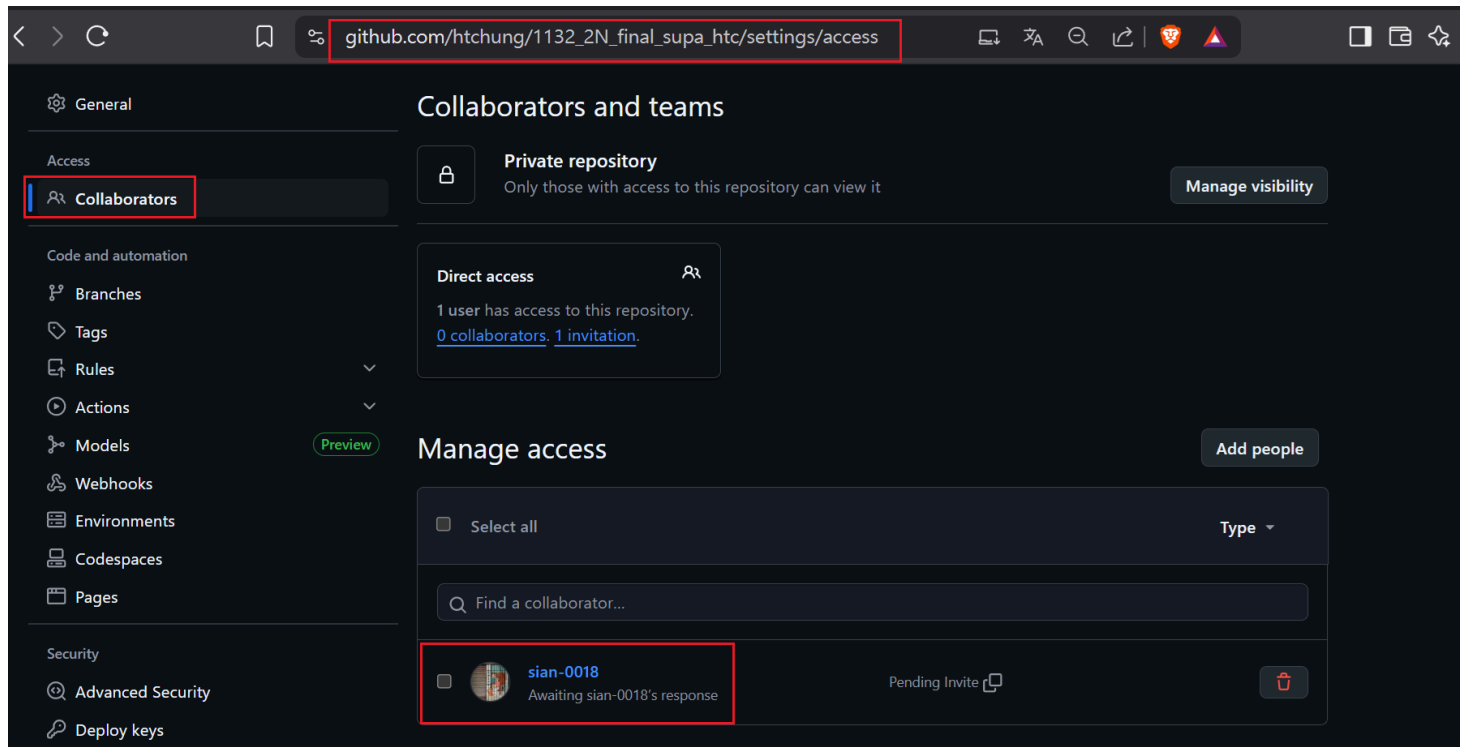 github.com/htchung/1132_2N_final_supa_htc/settings/access
General
Access
Collaborators
Code and automation
Branches
Tags
Rules
Actions
Models Preview
Webhooks
Environments
Codespaces
Pages
Security
Advanced Security
Deploy keys
Collaborators and teams
Private repository
Only those with access to this repository can view it
Manage visibility
Direct access
1 user has access to this repository.
0 collaborators. 1 invitation.
Manage access
Add people
Select all
Type
Find a collaborator...
sian-0018
Awaiting sian-0018's response
Pending Invite